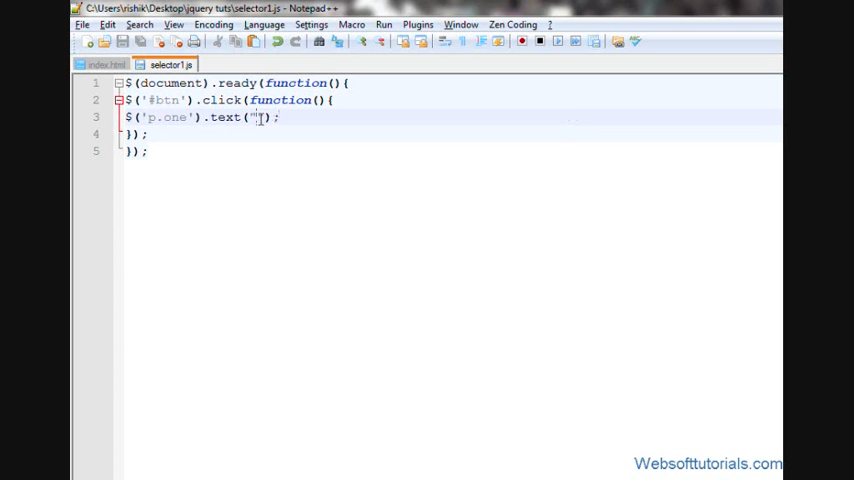 C:\Users\rishik\Desktop\jquery tuts\selector1.js - Notepad++
File Edit Search View Encoding Language Settings Macro Run Plugins Window Zen Coding ?
index.html selector1.js
1 $(document).ready(function(){
2 $('#btn').click(function(){
3 $('p.one').text("");
4 });
5 });
Websofttutorials.com